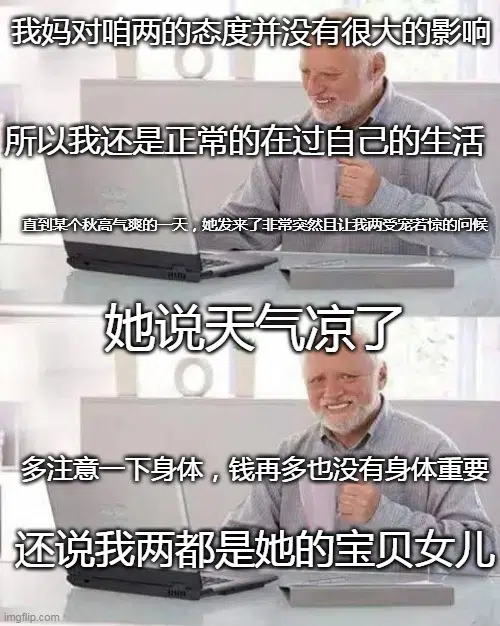 我妈对咱两的态度并没有很大的影响
所以我还是正常的在过自己的生活
直到某个秋高气爽的一天，她发来了非常突然且让我两受宠若惊的问候
她说天气凉了
多注意一下身体，钱再多也没有身体重要
还说我两都是她的宝贝女儿
imgflip.com